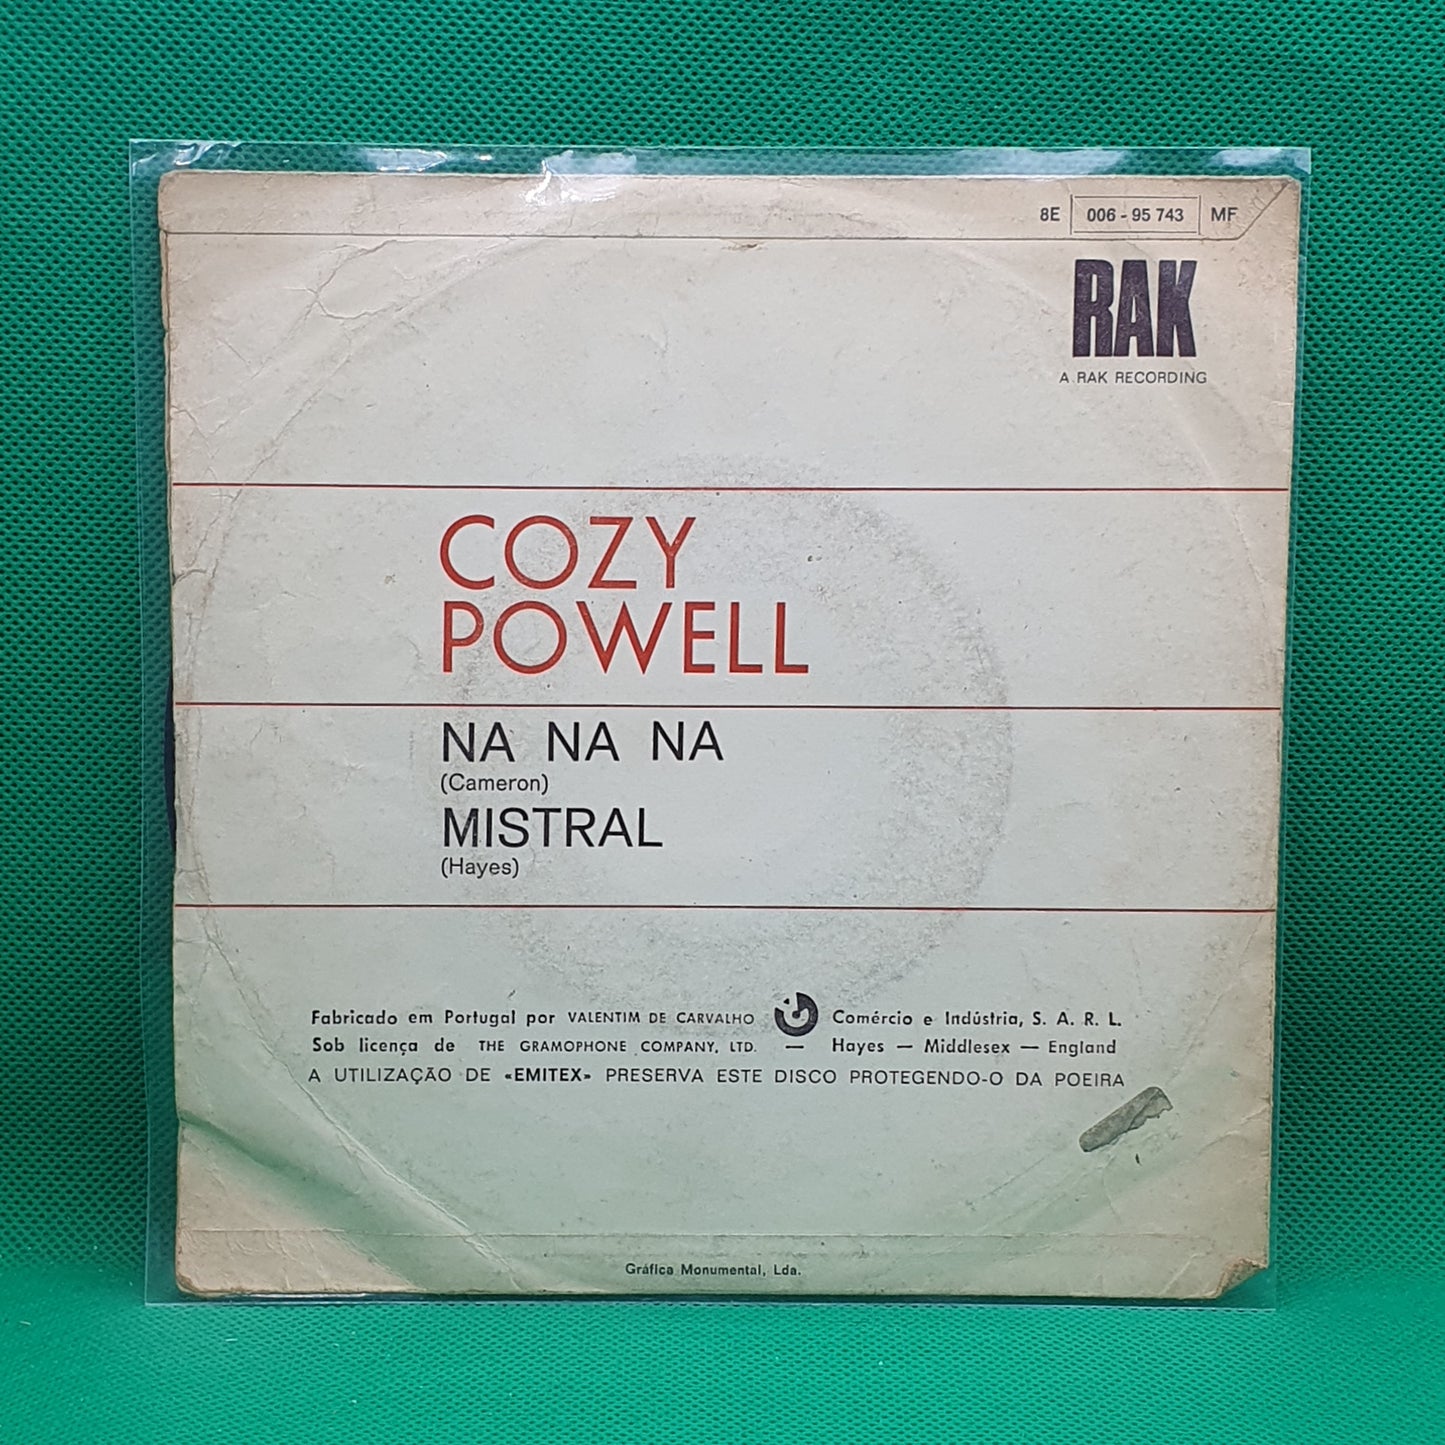 8E 006 - 95 743 MF
RAK
A RAK RECORDING
COZY
POWELL
NA NA NA
(Cameron)
MISTRAL
(Hayes)
Fabricado em Portugal por VALENTIM DE CARVALHO Comércio e Indústria, S. A. R. L.
Sob licença de THE GRAMOPHONE COMPANY, LTD. — Hayes — Middlesex — England
A UTILIZAÇÃO DE «EMITEX» PRESERVA ESTE DISCO PROTEGENDO-O DA POEIRA
Gráfica Monumental, Lda.